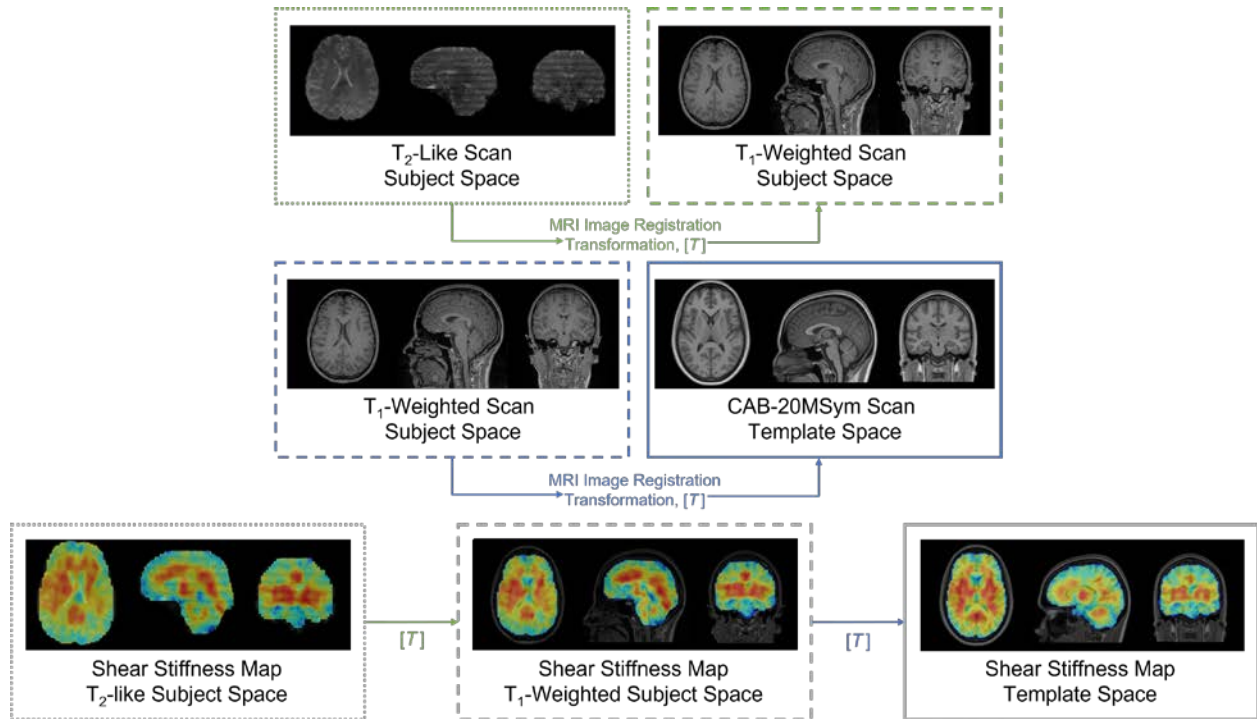 T₂-Like Scan
Subject Space
T₁-Weighted Scan
Subject Space
MRI Image Registration
Transformation, [T]
T₁-Weighted Scan
Subject Space
CAB-20MSym Scan
Template Space
MRI Image Registration
Transformation, [T]
[T]
[T]
Shear Stiffness Map
T₂-like Subject Space
Shear Stiffness Map
T₁-Weighted Subject Space
Shear Stiffness Map
Template Space